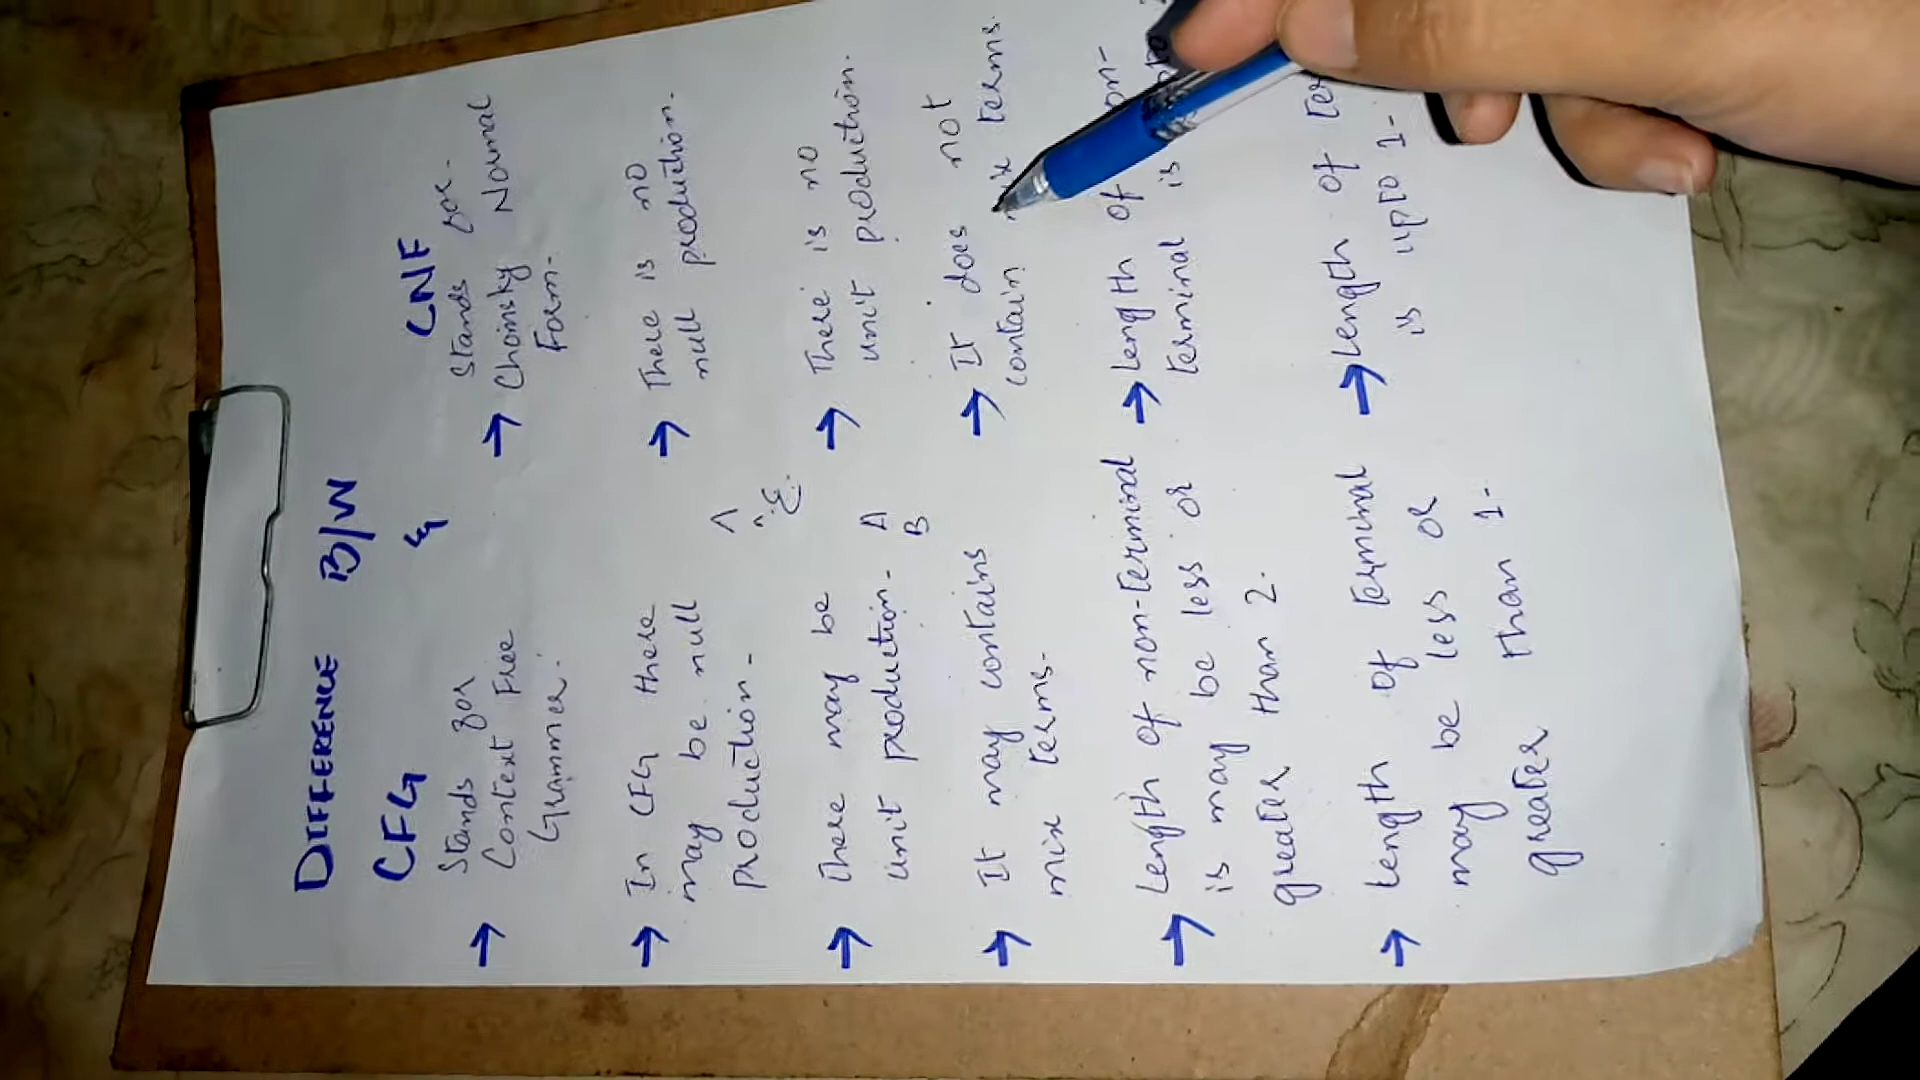 DIFFERENCE B/W
CFG & CNF
→ Stands for
Context Free
Grammer.
→ In CFG there
may be null
production-
^
^ ε.
→ There may be
unit production- A
B
→ It may contains
mix terms-
→ Length of non-terminal
is may be less or
greater than 2.
→ Length of terminal
may be less or
greater than 1-
Stands for-
→ Chomsky Normal
Form-
→ There is no
null production.
→ There is no
unit production.
→ It does not
contain terms.
→ Length of
terminal is
→ Length of
is upto 1-